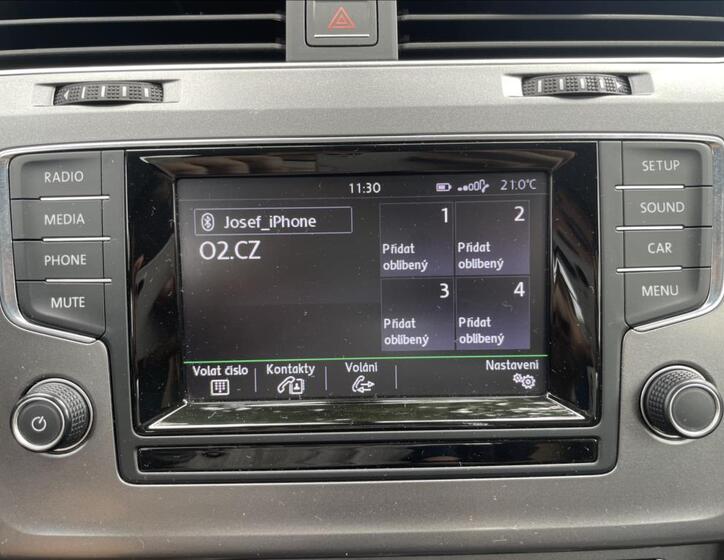 RADIO
MEDIA
PHONE
MUTE
SETUP
SOUND
CAR
MENU
11:30
21.0°C
Josef_iPhone
O2.CZ
1
Přidat
oblíbený
2
Přidat
oblíbený
3
Přidat
oblíbený
4
Přidat
oblíbený
Volat číslo
Kontakty
Volání
Nastavení